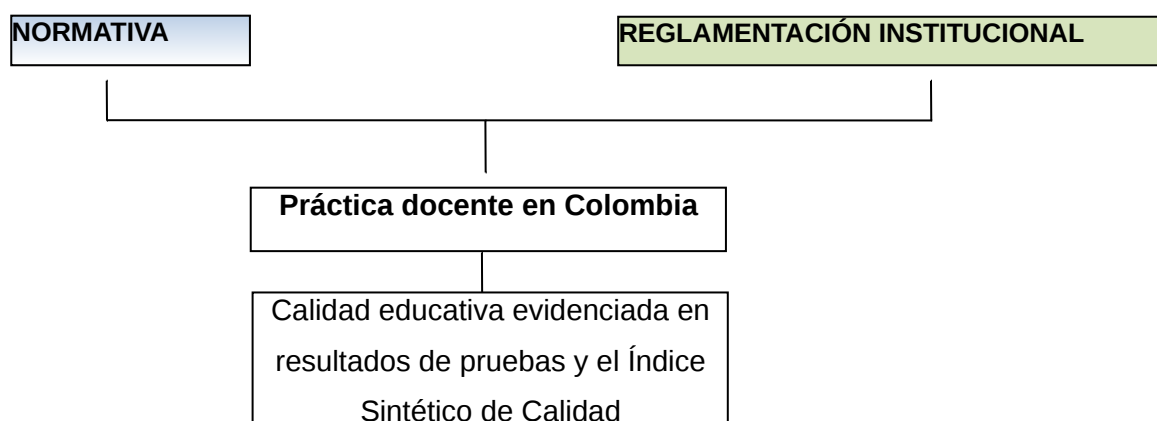 NORMATIVA
REGLAMENTACIÓN INSTITUCIONAL
Práctica docente en Colombia
Calidad educativa evidenciada en
resultados de pruebas y el Índice
Sintético de Calidad